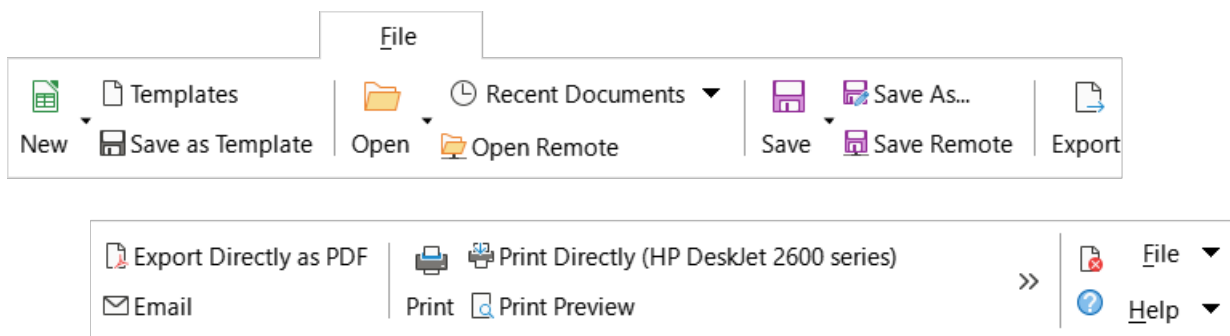 File
Templates Recent Documents Save As...
New Save as Template Open Open Remote Save Save Remote Export
Export Directly as PDF Print Directly (HP DeskJet 2600 series) File
Email Print Print Preview Help